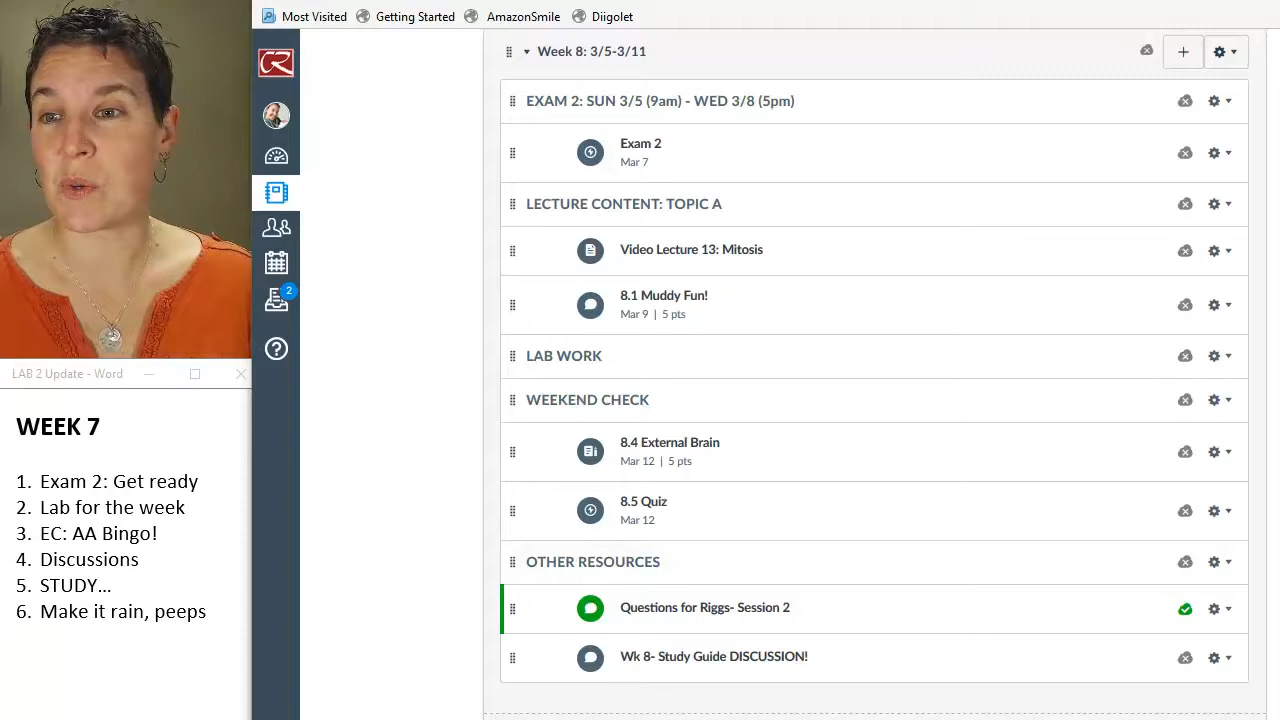 Most Visited Getting Started AmazonSmile Diigolet
Week 8: 3/5-3/11
EXAM 2: SUN 3/5 (9am) - WED 3/8 (5pm)
Exam 2
Mar 7
LECTURE CONTENT: TOPIC A
Video Lecture 13: Mitosis
8.1 Muddy Fun!
Mar 9 | 5 pts
LAB WORK
WEEKEND CHECK
8.4 External Brain
Mar 12 | 5 pts
8.5 Quiz
Mar 12
OTHER RESOURCES
Questions for Riggs- Session 2
Wk 8- Study Guide DISCUSSION!
2
LAB 2 Update - Word
WEEK 7
1. Exam 2: Get ready
2. Lab for the week
3. EC: AA Bingo!
4. Discussions
5. STUDY...
6. Make it rain, peeps